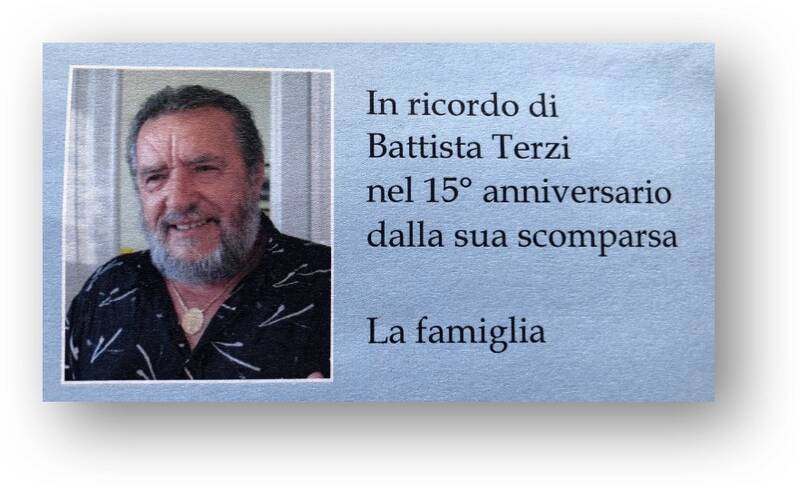 In ricordo di
Battista Terzi
nel 15° anniversario
dalla sua scomparsa
La famiglia